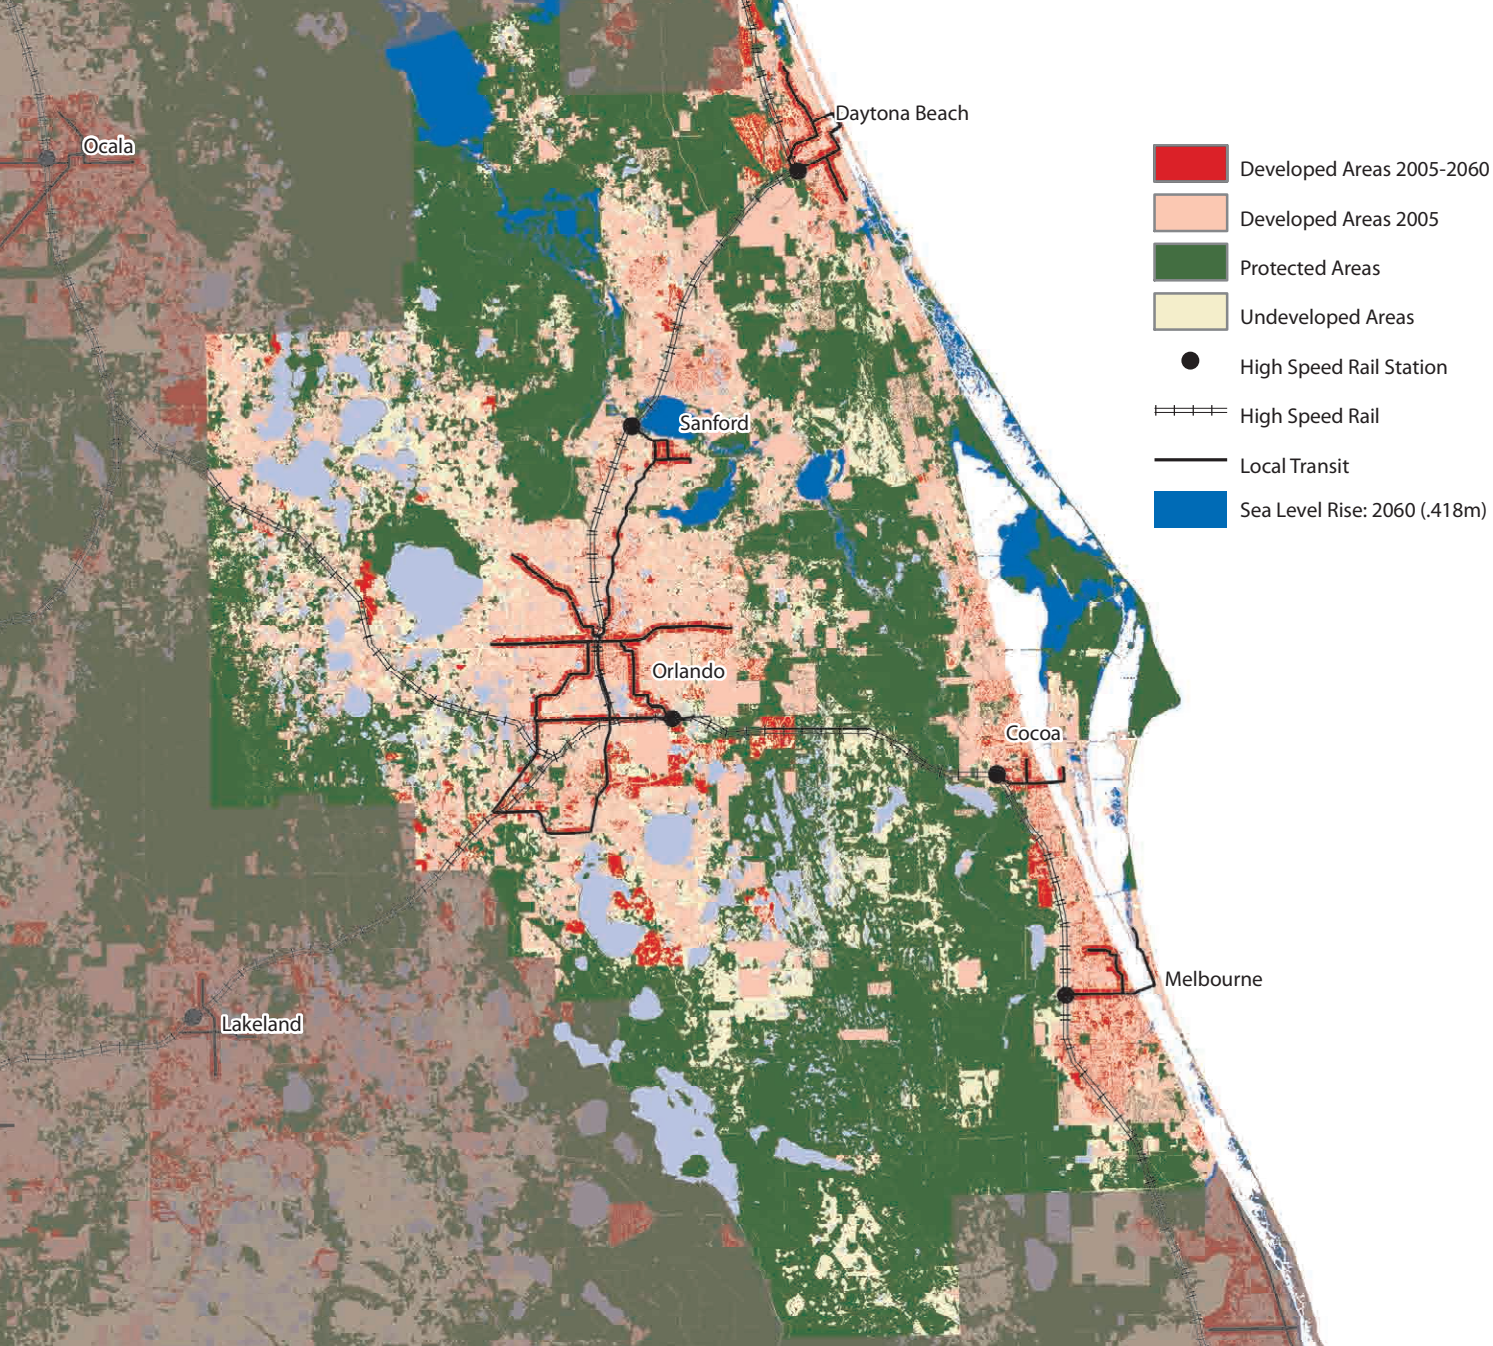 Daytona Beach
Ocala
Developed Areas 2005-2060
Developed Areas 2005
Protected Areas
Undeveloped Areas
High Speed Rail Station
High Speed Rail
Sanford
Local Transit
Sea Level Rise: 2060 (.418m)
Orlando
Cocoa
Melbourne
Lakeland